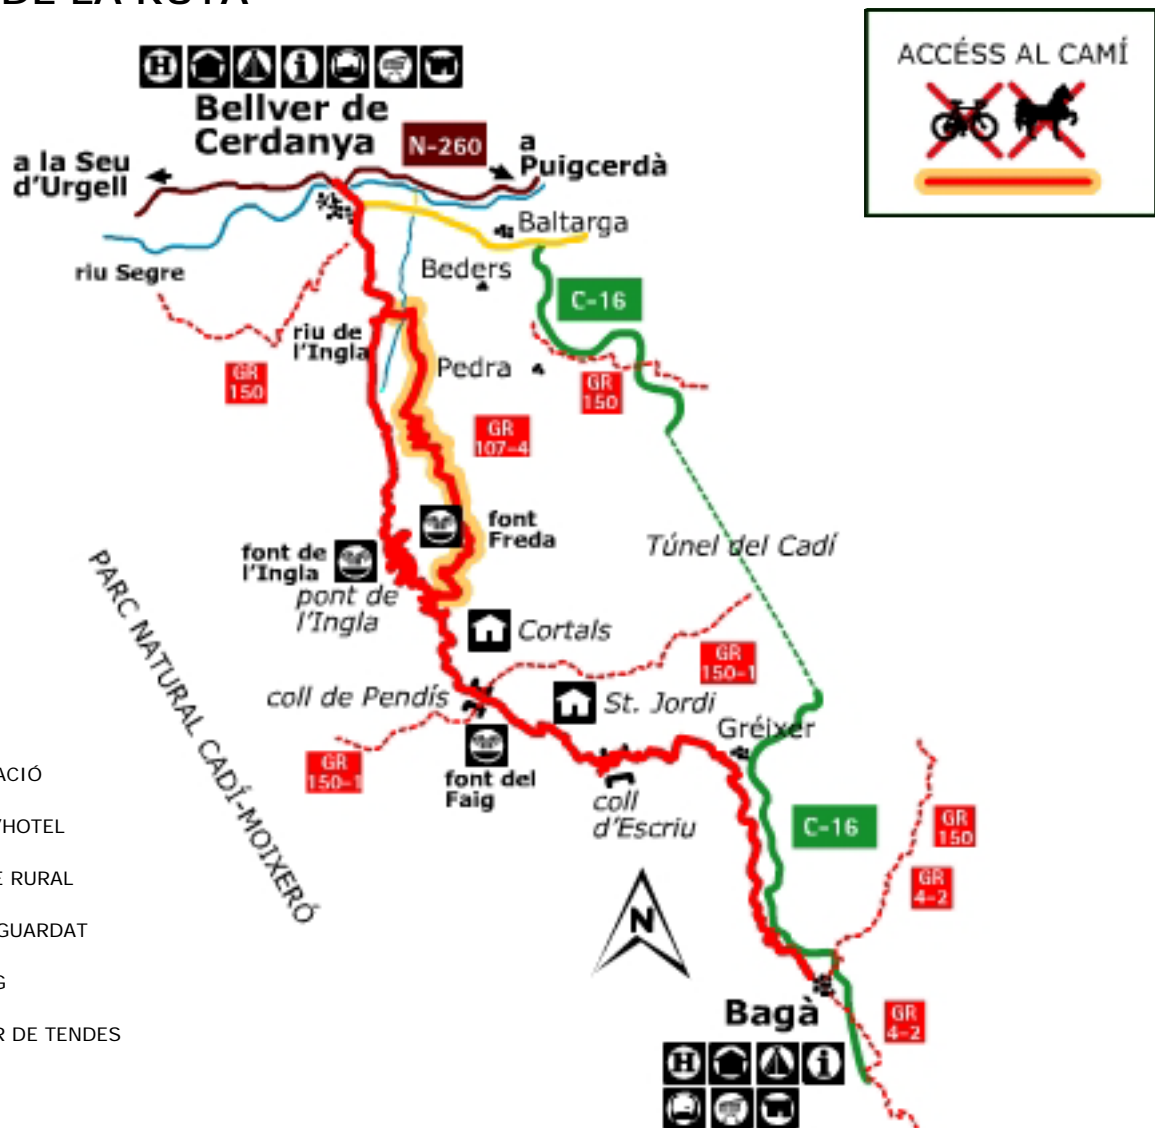 DE LA RUTA
ACCÉSS AL CAMÍ
H
i
Bellver de
Cerdanya
N-260
a la Seu
d'Urgell
a
Puigcerdà
Baltarga
riu Segre
Beders
C-16
riu de
l'Ingla
Pedra
GR
150
GR
150
GR
107-4
font
Freda
font de
l'Ingla
Túnel del Cadí
pont de
l'Ingla
Cortals
PARC NATURAL CADÍ-MOIXERÓ
GR
150-1
coll de Pendís
St. Jordi
Gréixer
GR
150-1
font del
Faig
coll
d'Escriu
C-16
GR
150
GR
4-2
N
ACIÓ
/HOTEL
E RURAL
GUARDAT
G
R DE TENDES
Bagà
GR
4-2
H
i